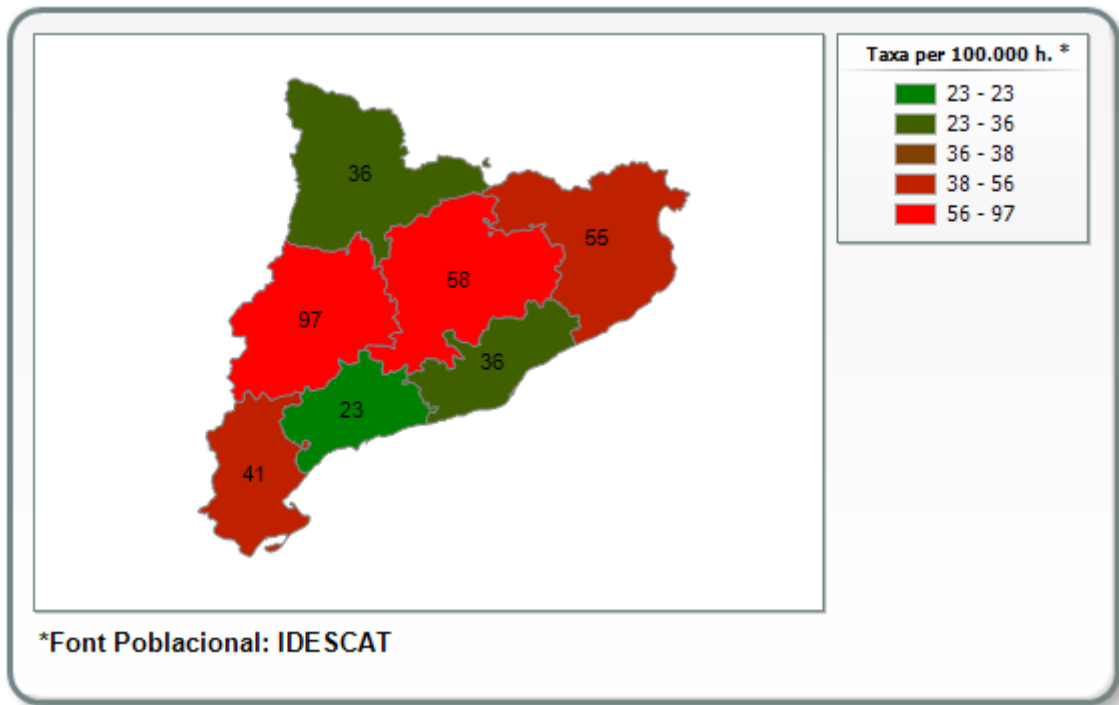 Taxa per 100.000 h. *
23 - 23
23 - 36
36 - 38
38 - 56
56 - 97
36
55
58
97
36
23
41
*Font Poblacional: IDESCAT